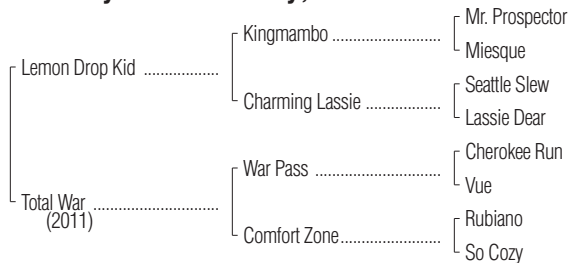 Mr. Prospector
Kingmambo ......................
Miesque
Lemon Drop Kid ...............
Seattle Slew
Charming Lassie ...............
Lassie Dear
Cherokee Run
War Pass .........................
Vue
Total War .........................
(2011)
Rubiano
Comfort Zone....................
So Cozy